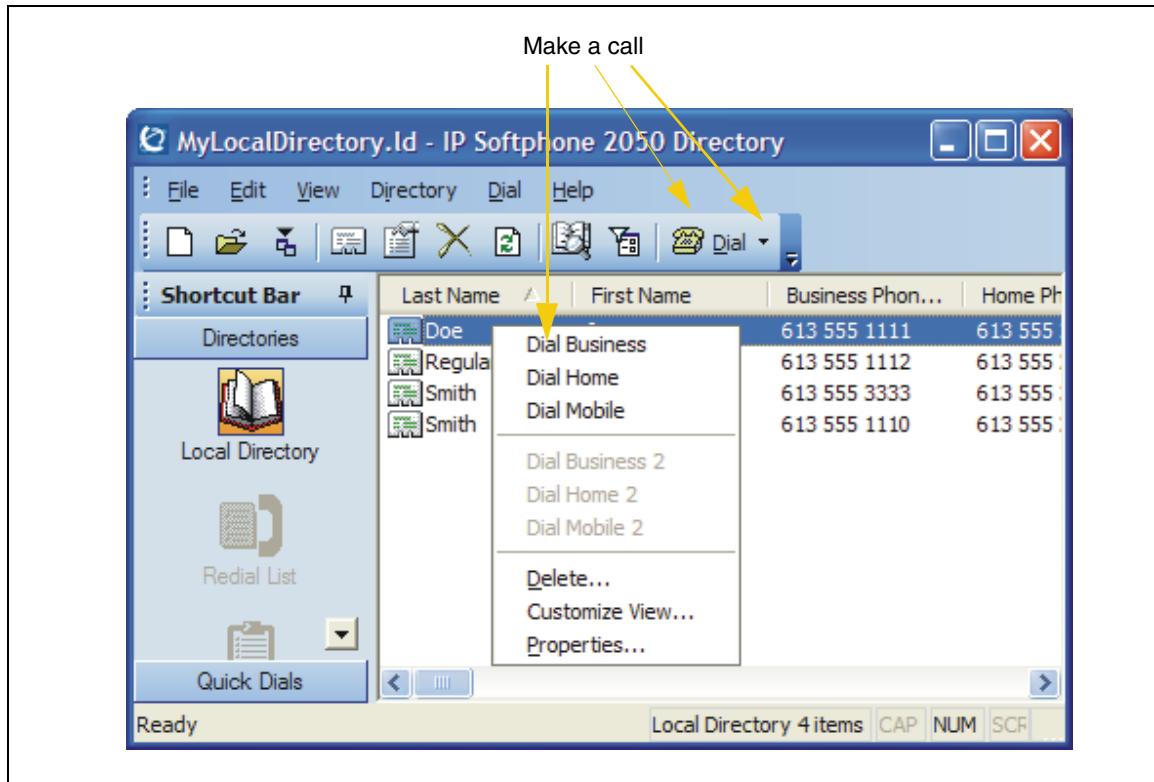 Make a call
MyLocalDirectory.ld - IP Softphone 2050 Directory
File Edit View Directory Dial Help
Dial
Shortcut Bar
Last Name First Name Business Phon... Home Ph
Directories
Doe 613 555 1111 613 555
Regula 613 555 1112 613 555
Smith 613 555 3333 613 555
Smith 613 555 1110 613 555
Local Directory
Redial List
Quick Dials
Dial Business
Dial Home
Dial Mobile
Dial Business 2
Dial Home 2
Dial Mobile 2
Delete...
Customize View...
Properties...
Ready Local Directory 4 items CAP NUM SCR